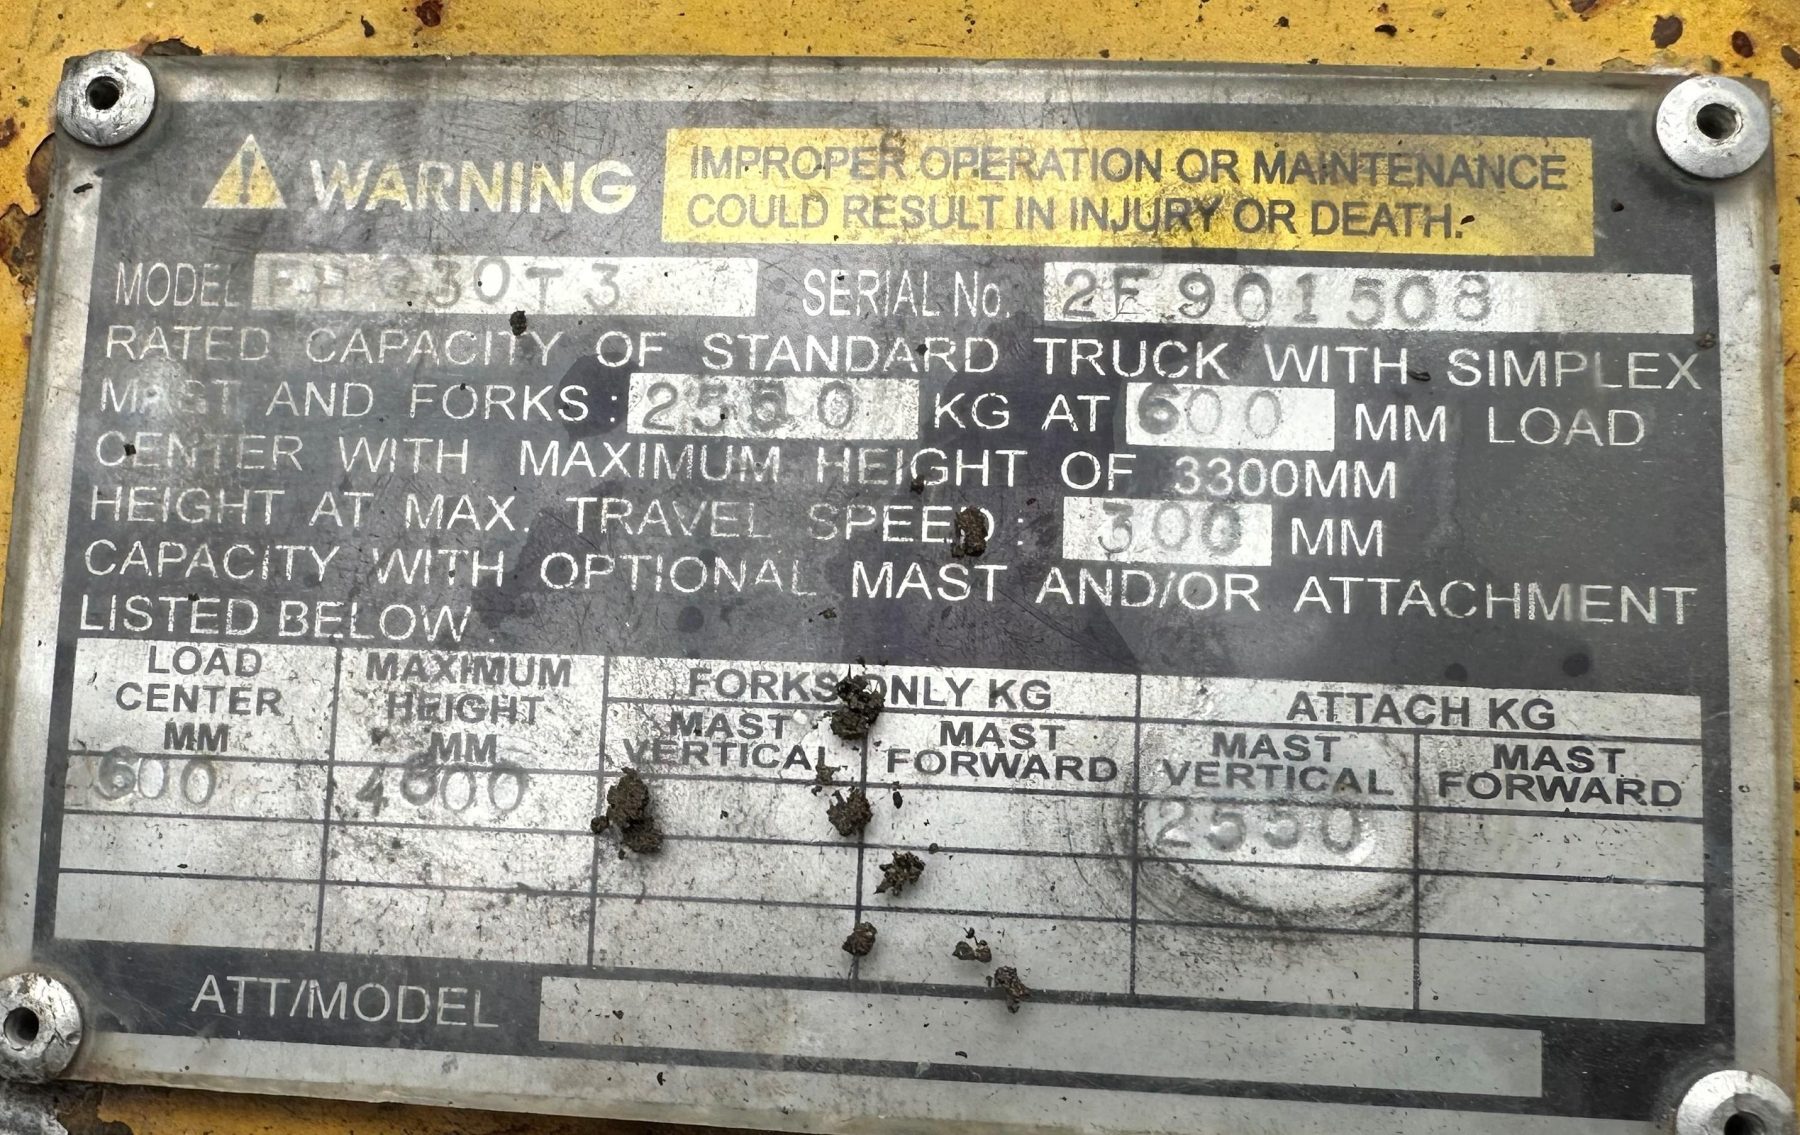 WARNING
IMPROPER OPERATION OR MAINTENANCE
COULD RESULT IN INJURY OR DEATH.
MODEL SERIAL No. 2E901508
RATED CAPACITY OF STANDARD TRUCK WITH SIMPLEX
MAST AND FORKS: 2550 KG AT 600 MM LOAD
CENTER WITH MAXIMUM HEIGHT OF 3300MM
HEIGHT AT MAX. TRAVEL SPEED: 300 MM
CAPACITY WITH OPTIONAL MAST AND/OR ATTACHMENT
LISTED BELOW.
LOAD
CENTER
MM
MAXIMUM
HEIGHT
MM
FORKS ONLY KG
MAST
VERTICAL
MAST
FORWARD
ATTACH KG
MAST
VERTICAL
MAST
FORWARD
600 2550
ATT/MODEL